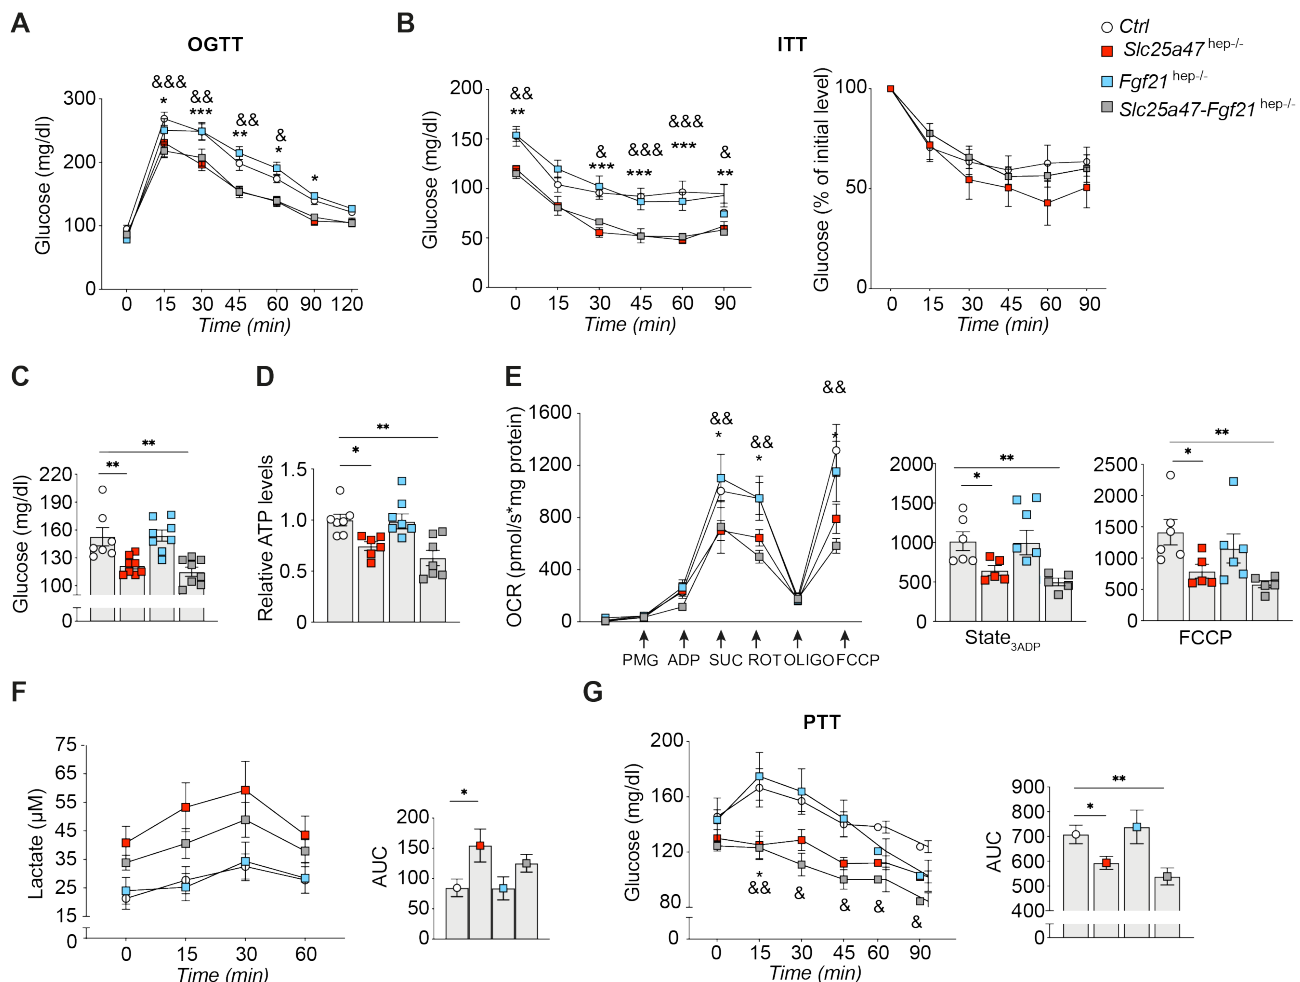 A
OGTT
Glucose (mg/dl)
300
200
100
0
&&&
*
&&
***
&&
**
&
*
*
0 15 30 45 60 90 120
Time (min)
B
ITT
Glucose (mg/dl)
200
150
100
50
0
&&
**
&
***
&&&
***
&&&
***
&
**
0 15 30 45 60 90
Time (min)
Glucose (% of initial level)
100
50
0
0 15 30 45 60 90
Time (min)
Ctrl
Slc25a47 hep-/-
Fgf21 hep-/-
Slc25a47-Fgf21 hep-/-
C
Glucose (mg/dl)
220
190
160
130
100
0
**
**
D
Relative ATP levels
1.5
1.0
0.5
0
**
*
E
OCR (pmol/s*mg protein)
1600
1200
800
400
0
&&
*
&&
*
&&
*
PMG ADP SUC ROT OLIGO FCCP
2000
1500
1000
500
0
**
*
State3ADP
2500
2000
1500
1000
500
0
**
*
FCCP
F
Lactate (µM)
75
65
55
45
35
25
15
0
0 15 30 60
Time (min)
AUC
200
150
100
50
0
*
G
PTT
Glucose (mg/dl)
200
160
120
80
0
*
&&
&
&
&
&
0 15 30 45 60 90
Time (min)
AUC
900
800
700
600
500
400
0
**
*